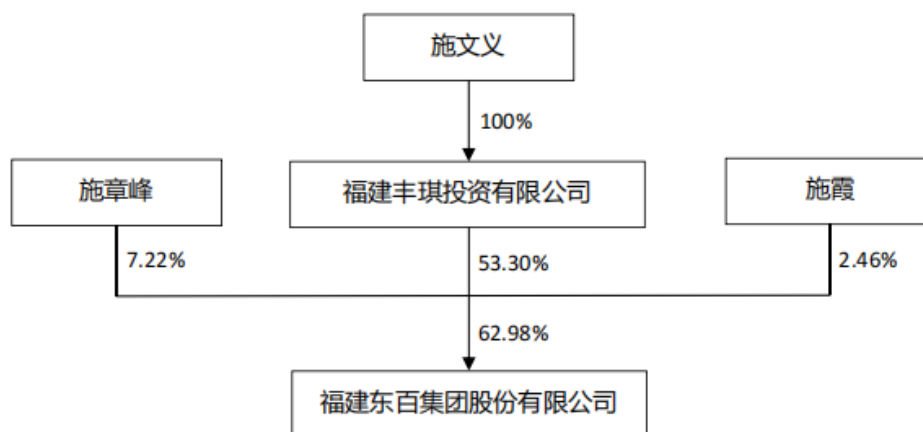 施文义
100%
施章峰
福建丰琪投资有限公司
施霞
7.22%
53.30%
2.46%
62.98%
福建东百集团股份有限公司